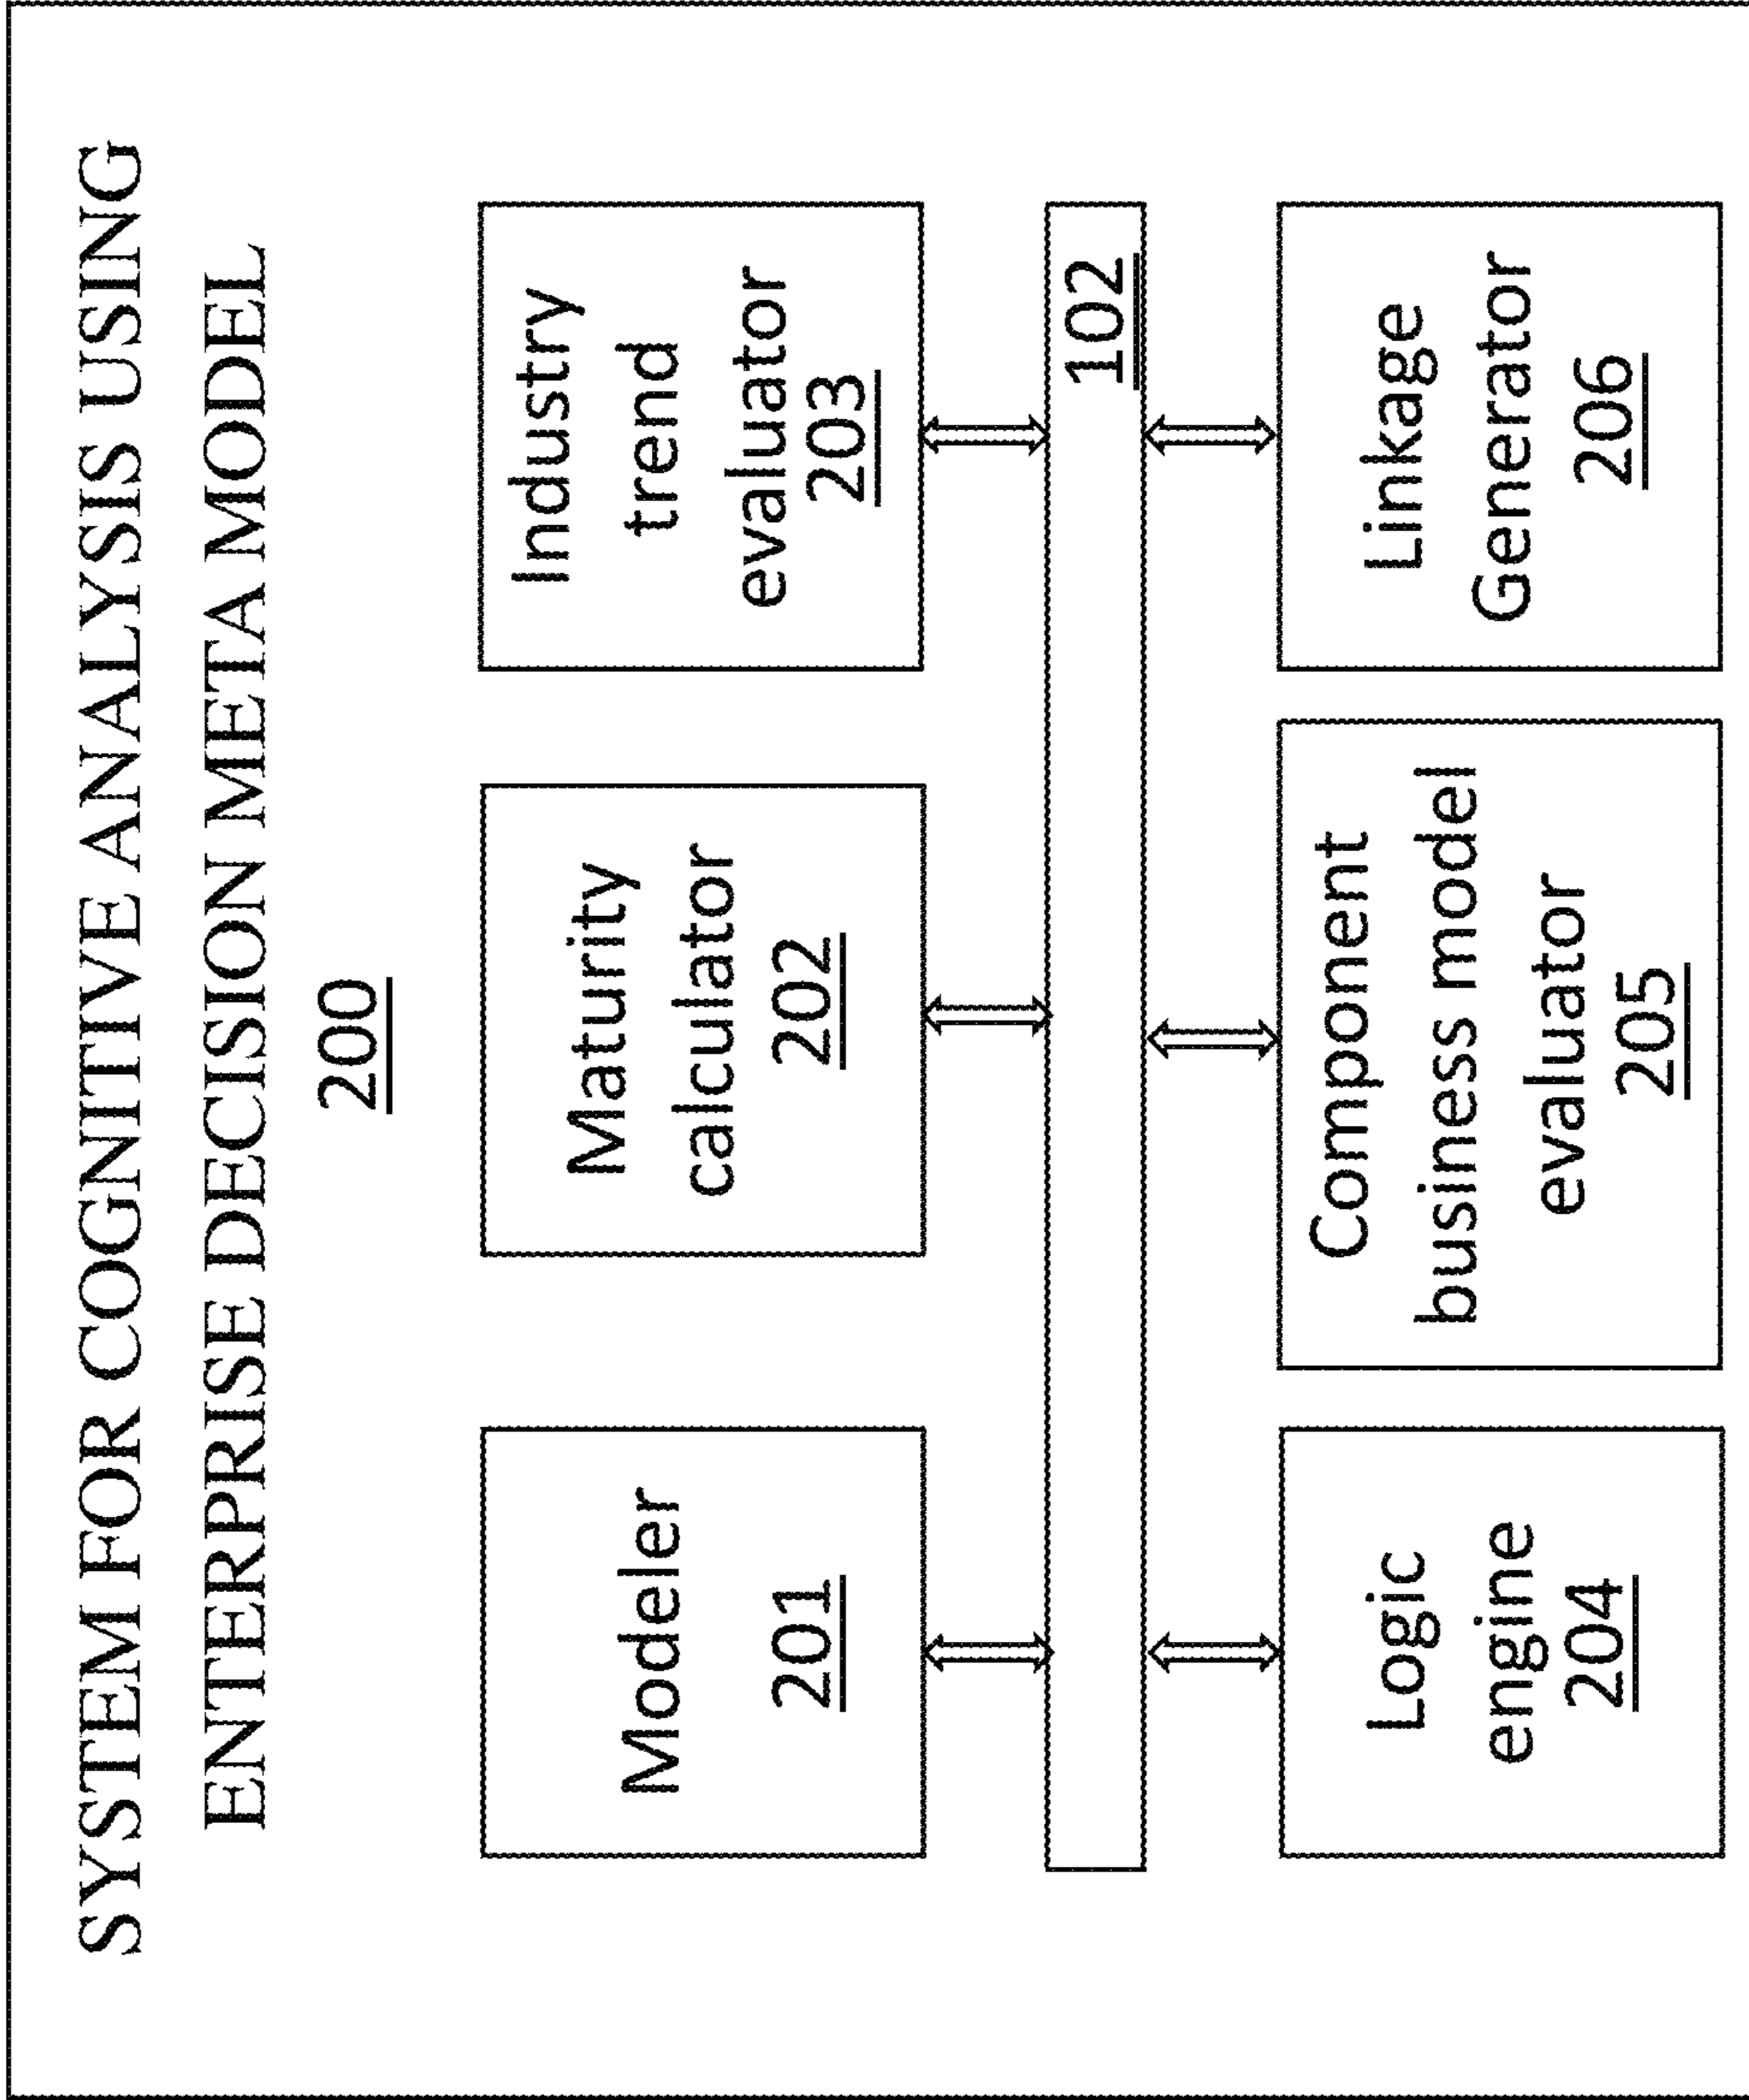 SYSTEM FOR COGNITIVE ANALYSIS USING
ENTERPRISE DECISION META MODEL
200
Modeler
201
Maturity
calculator
202
Industry
trend
evaluator
203
102
Logic
engine
204
Component
business model
evaluator
205
Linkage
Generator
206